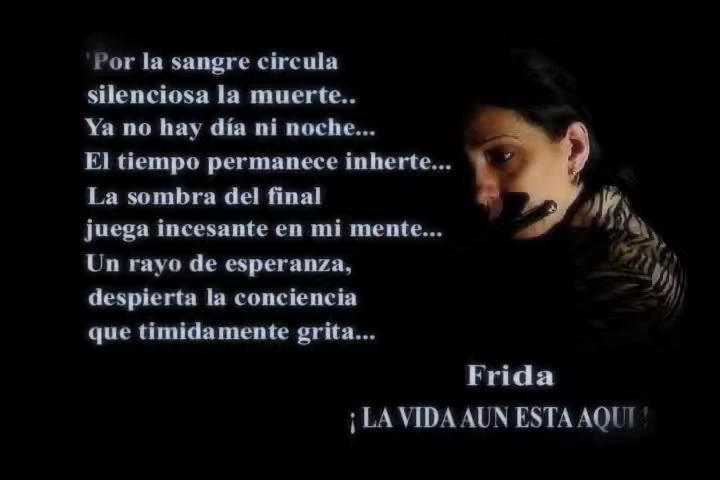 'Por la sangre circula
silenciosa la muerte..
Ya no hay día ni noche...
El tiempo permanece inherte...
La sombra del final
juega incesante en mi mente...
Un rayo de esperanza,
despierta la conciencia
que timidamente grita...
Frida
¡ LA VIDA AUN ESTA AQUI !